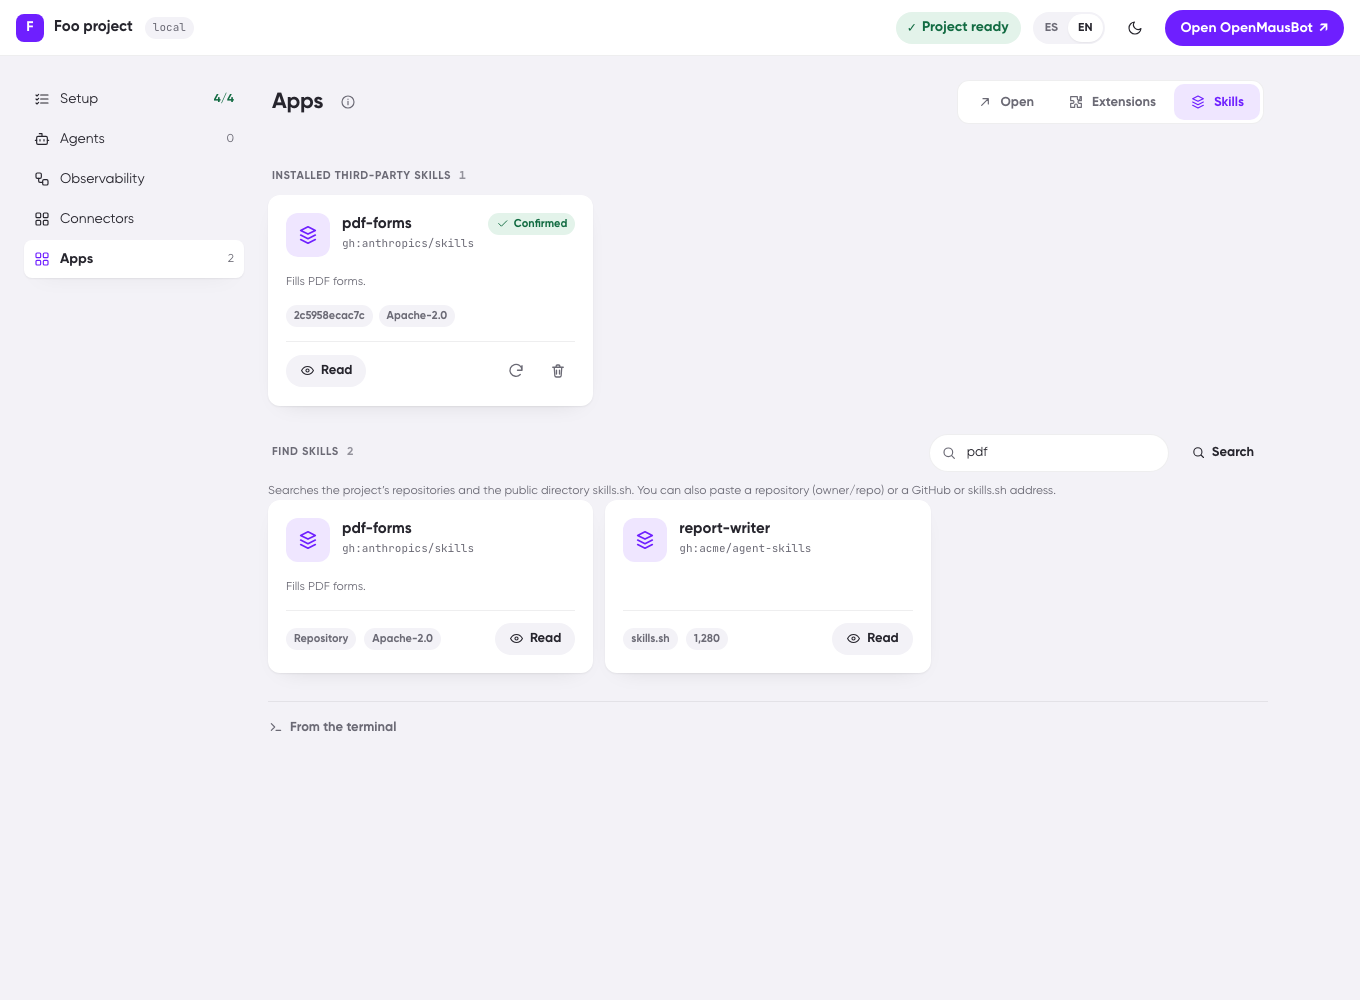 F Foo project local
✓ Project ready
ES EN
Open OpenMausBot ↗
Setup 4/4
Agents 0
Observability
Connectors
Apps 2
Apps
Open
Extensions
Skills
INSTALLED THIRD-PARTY SKILLS 1
pdf-forms
Confirmed
gh:anthropics/skills
Fills PDF forms.
2c5958ecac7c Apache-2.0
Read
FIND SKILLS 2
pdf
Search
Searches the project's repositories and the public directory skills.sh. You can also paste a repository (owner/repo) or a GitHub or skills.sh address.
pdf-forms
gh:anthropics/skills
Fills PDF forms.
Repository Apache-2.0 Read
report-writer
gh:acme/agent-skills
skills.sh 1,280 Read
From the terminal